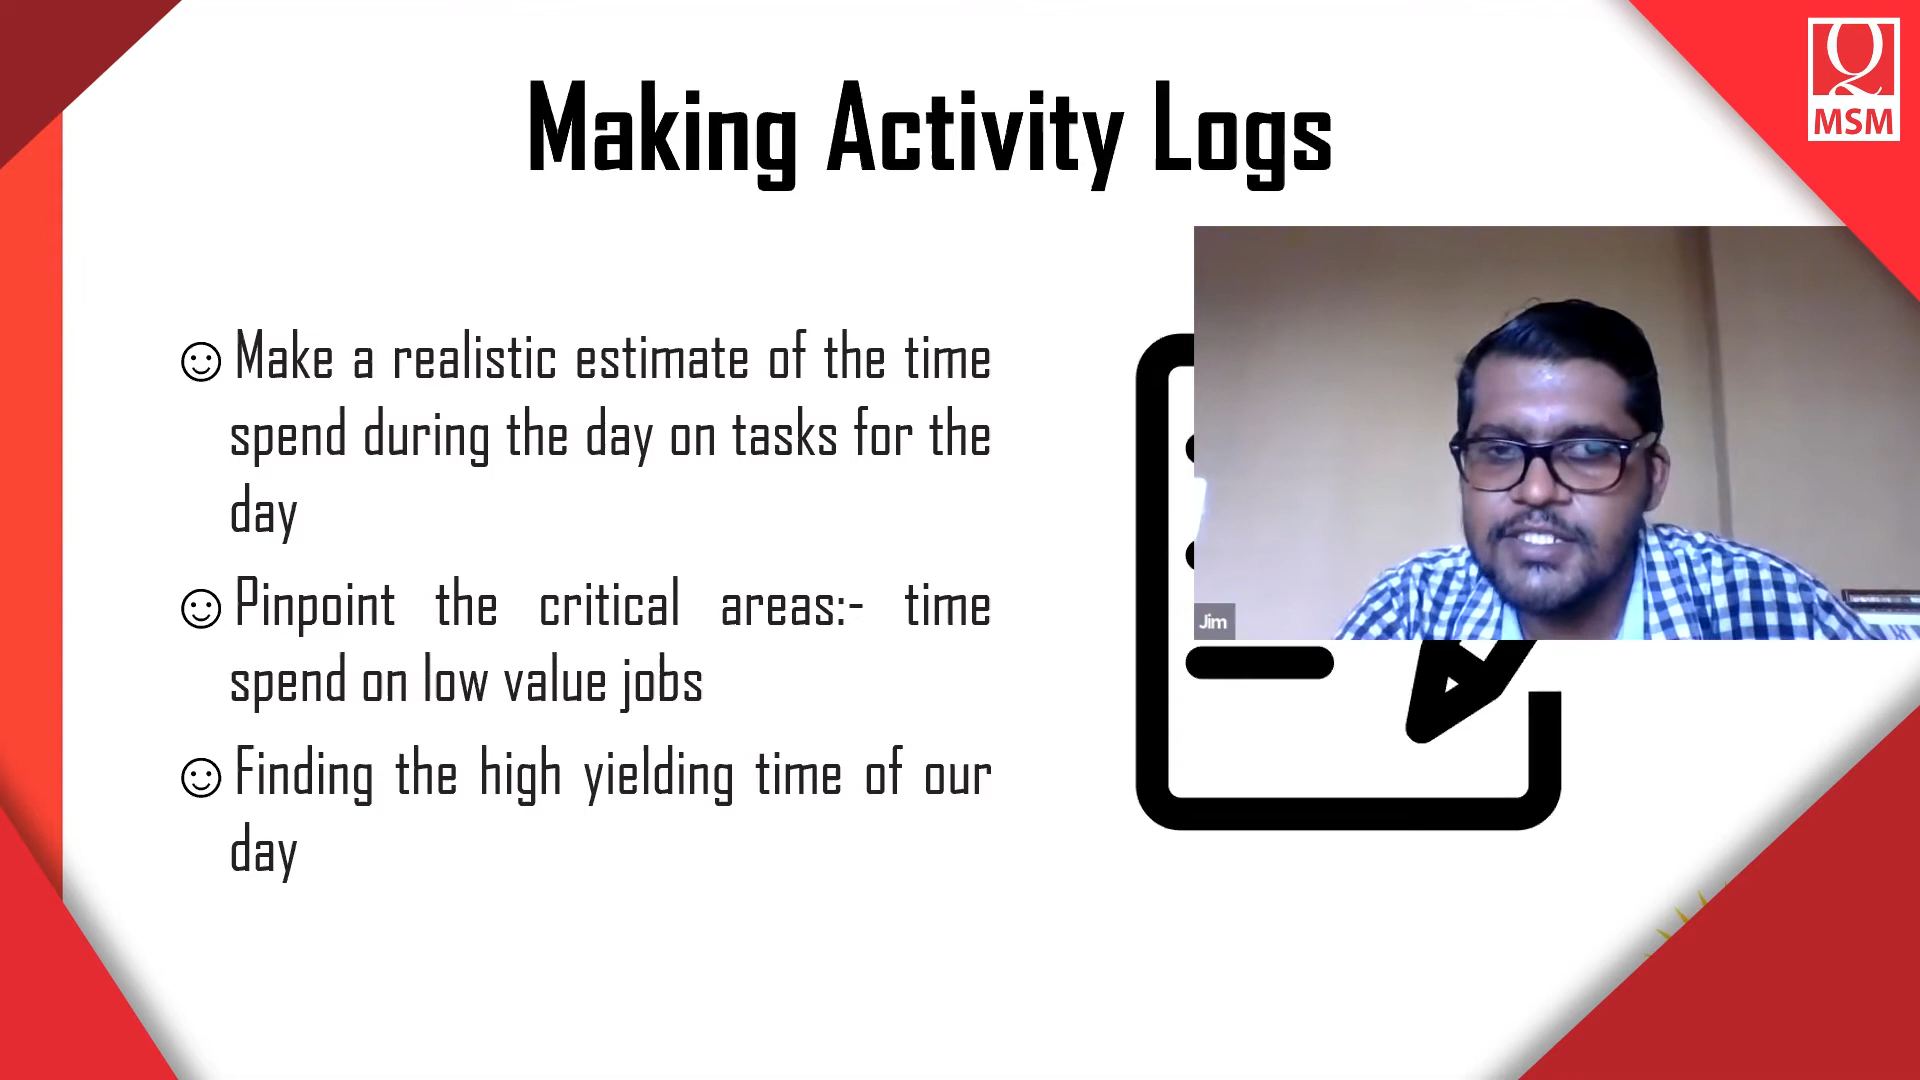 Making Activity Logs
Q
MSM
☺Make a realistic estimate of the time
spend during the day on tasks for the
day
☺Pinpoint the critical areas:- time
spend on low value jobs
☺Finding the high yielding time of our
day
Jim